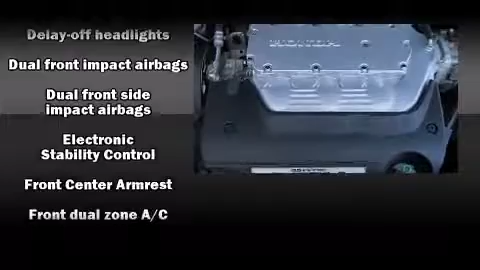 Delay-off headlights
Dual front impact airbags
Dual front side
impact airbags
Electronic
Stability Control
Front Center Armrest
Front dual zone A/C
HONDA